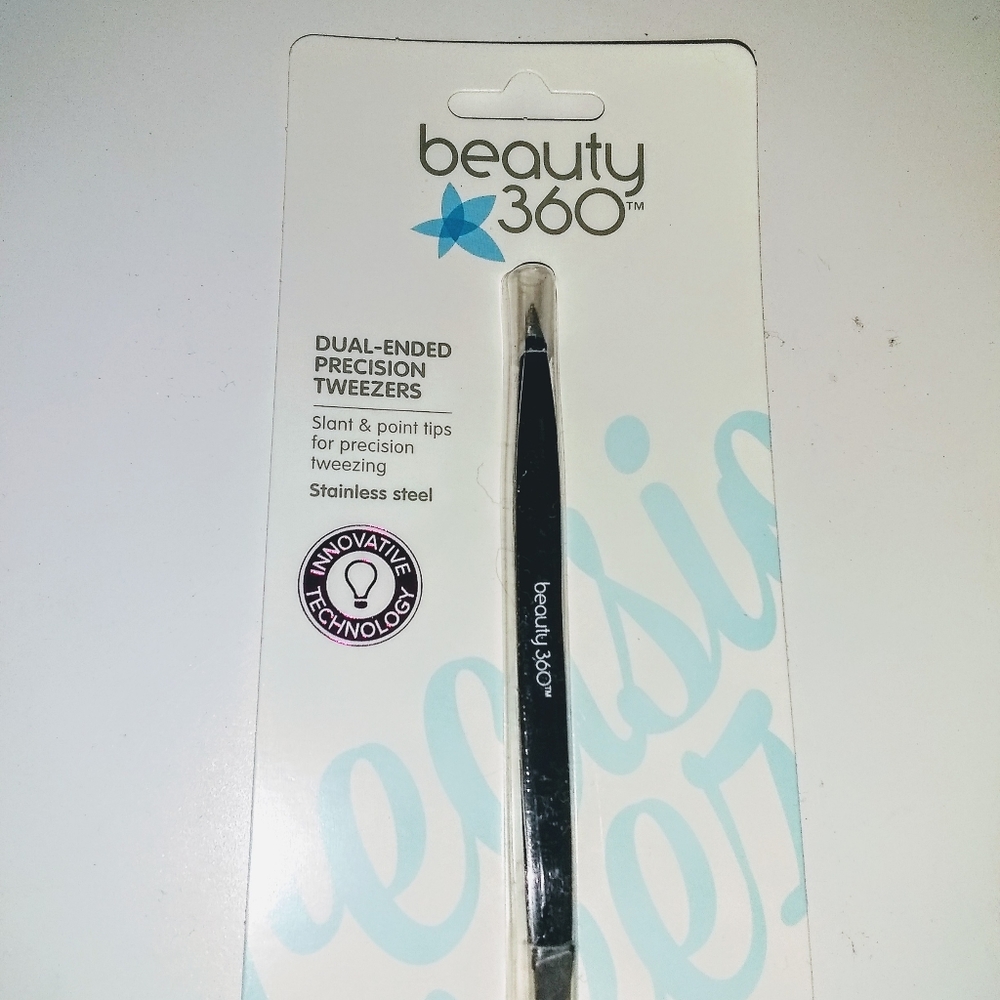 beauty
360™
DUAL-ENDED
PRECISION
TWEEZERS
Slant & point tips
for precision
tweezing
Stainless steel
INNOVATIVE
TECHNOLOGY
beauty 360™